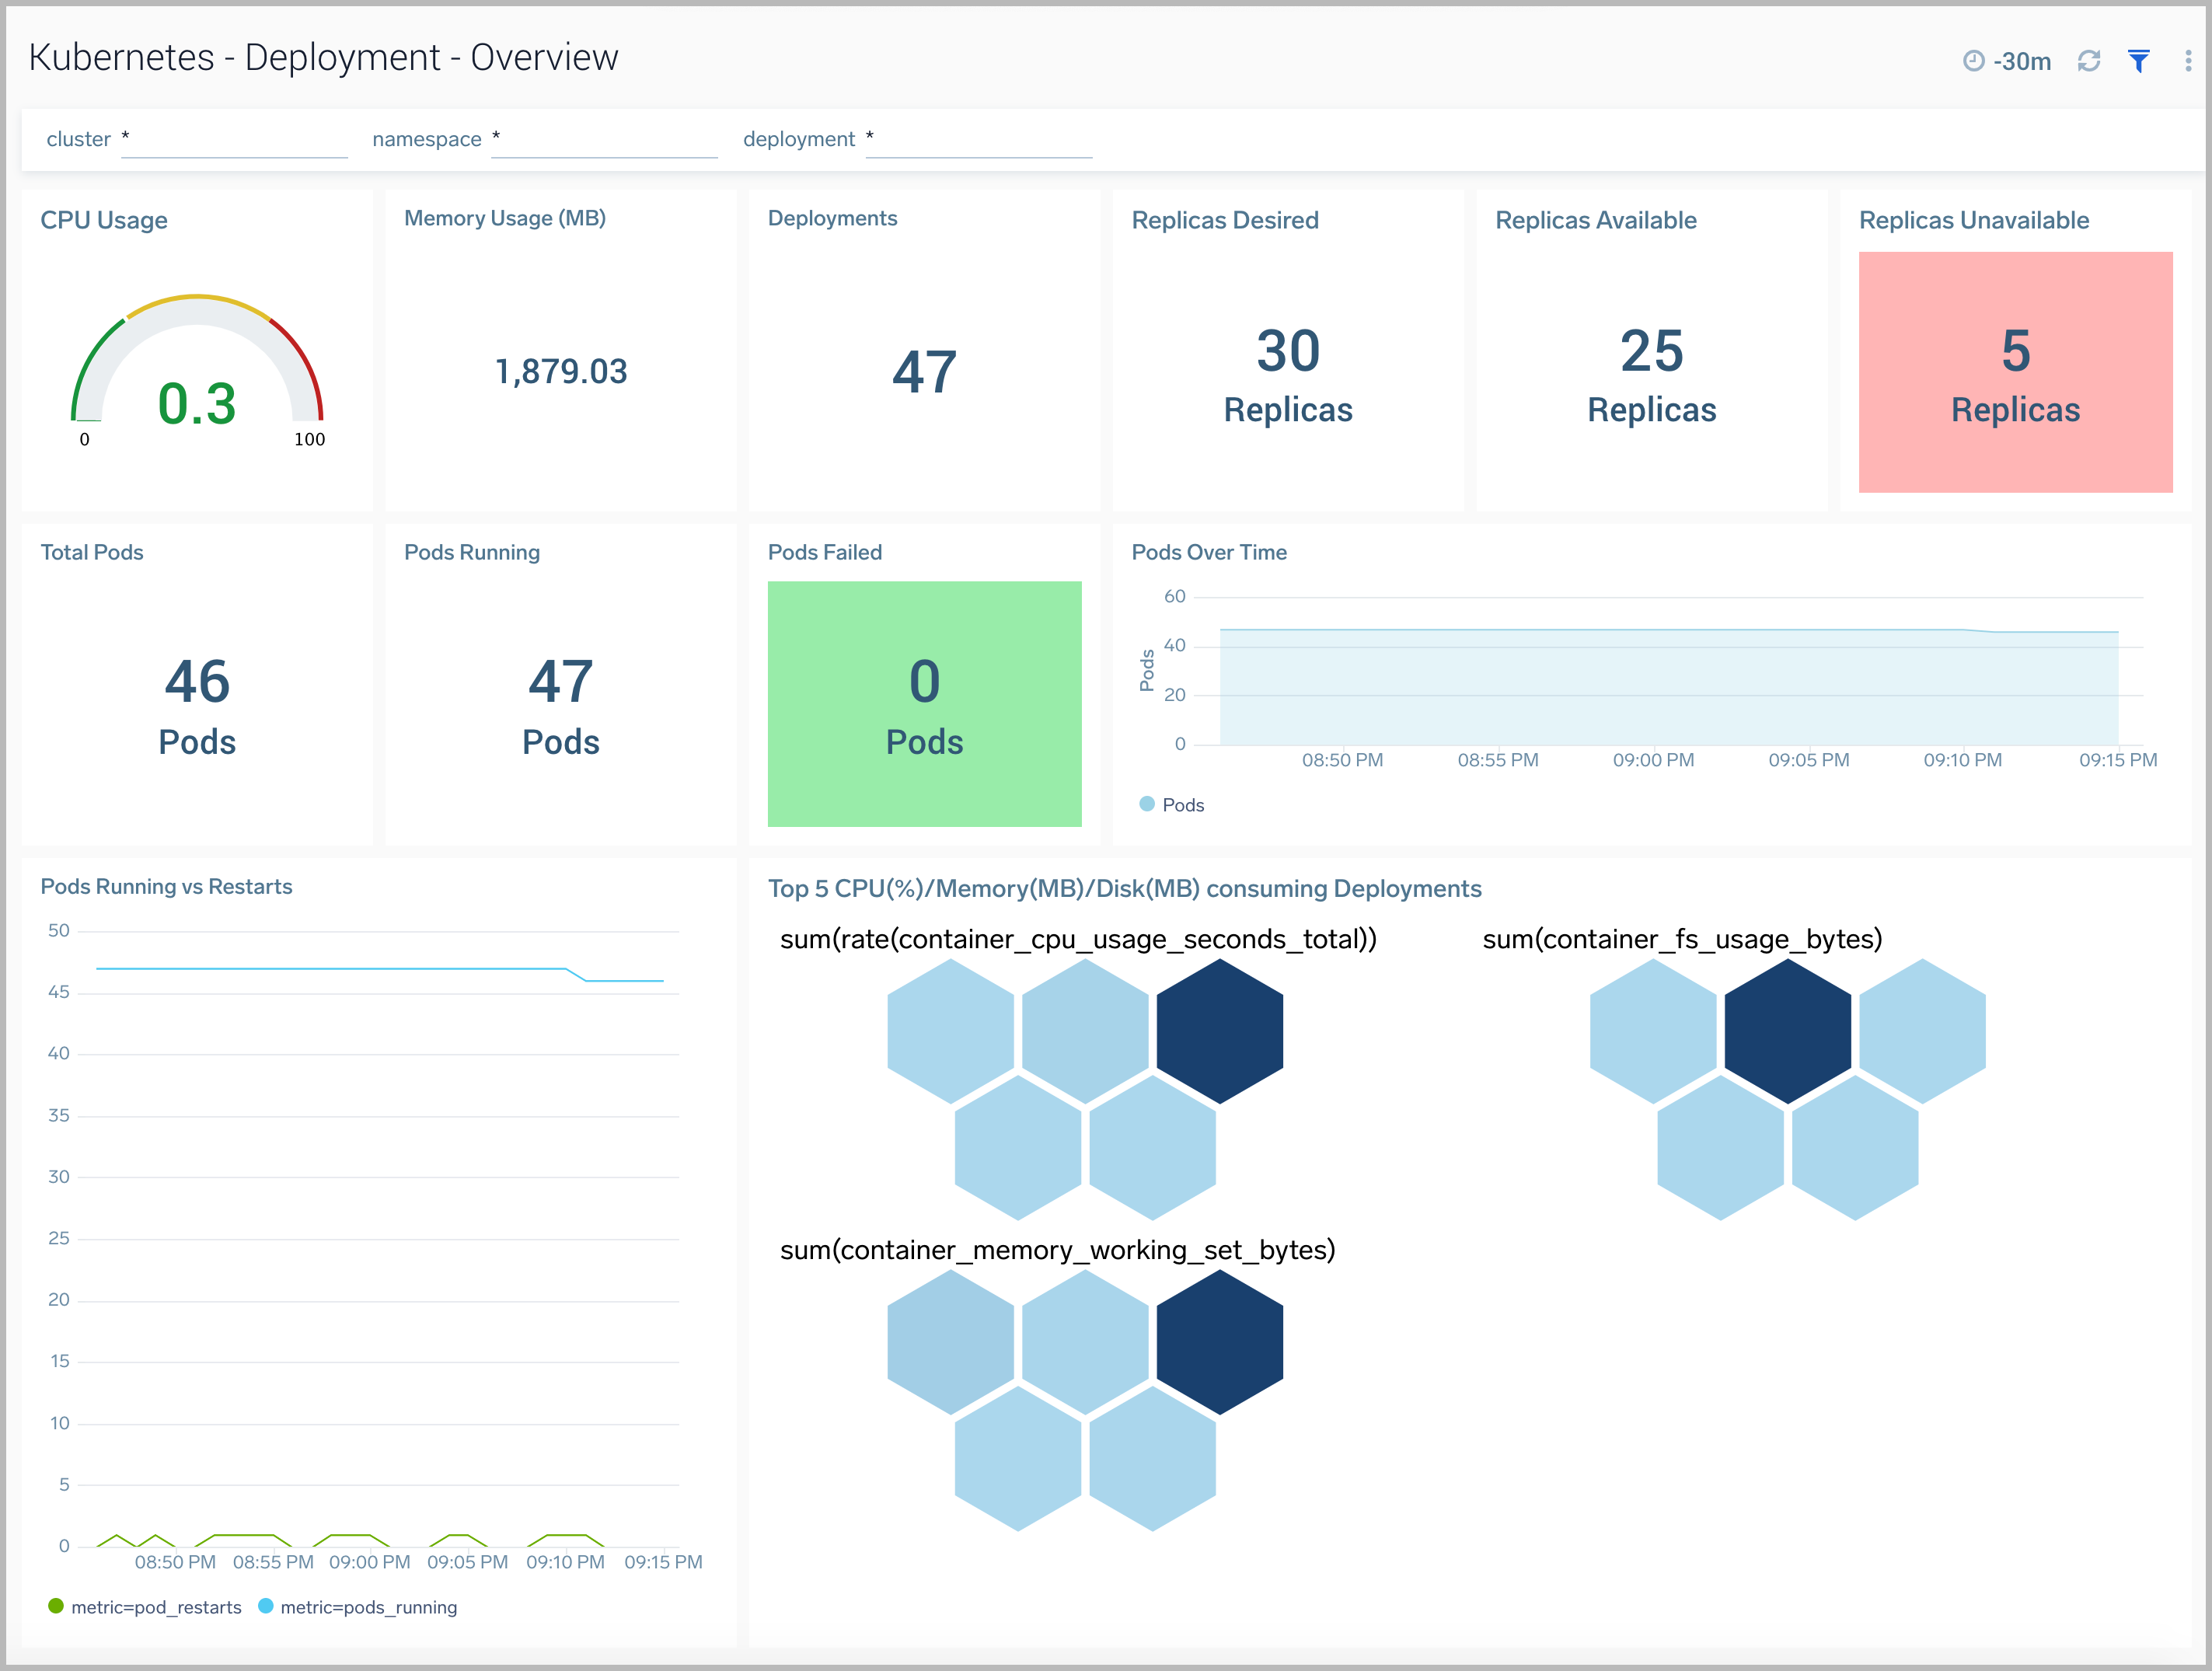 Kubernetes - Deployment - Overview
-30m
cluster *
namespace *
deployment *
CPU Usage
0.3
0
100
Memory Usage (MB)
1,879.03
Deployments
47
Replicas Desired
30
Replicas
Replicas Available
25
Replicas
Replicas Unavailable
5
Replicas
Total Pods
46
Pods
Pods Running
47
Pods
Pods Failed
0
Pods
Pods Over Time
Pods
60
40
20
0
08:50 PM
08:55 PM
09:00 PM
09:05 PM
09:10 PM
09:15 PM
Pods
Pods Running vs Restarts
50
45
40
35
30
25
20
15
10
5
0
08:50 PM
08:55 PM
09:00 PM
09:05 PM
09:10 PM
09:15 PM
metric=pod_restarts
metric=pods_running
Top 5 CPU(%)/Memory(MB)/Disk(MB) consuming Deployments
sum(rate(container_cpu_usage_seconds_total))
sum(container_fs_usage_bytes)
sum(container_memory_working_set_bytes)